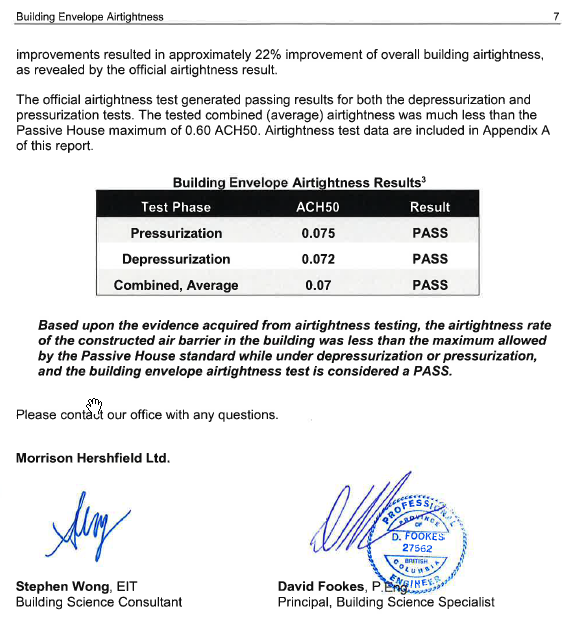 Building Envelope Airtightness 7
improvements resulted in approximately 22% improvement of overall building airtightness,
as revealed by the official airtightness result.
The official airtightness test generated passing results for both the depressurization and
pressurization tests. The tested combined (average) airtightness was much less than the
Passive House maximum of 0.60 ACH50. Airtightness test data are included in Appendix A
of this report.
Building Envelope Airtightness Results³
Test Phase ACH50 Result
Pressurization 0.075 PASS
Depressurization 0.072 PASS
Combined, Average 0.07 PASS
Based upon the evidence acquired from airtightness testing, the airtightness rate
of the constructed air barrier in the building was less than the maximum allowed
by the Passive House standard while under depressurization or pressurization,
and the building envelope airtightness test is considered a PASS.
Please contact our office with any questions.
Morrison Hershfield Ltd.
PROFESSIONAL
PROVINCE
OF
D. FOOKES
27562
BRITISH
COLUMBIA
ENGINEER
Stephen Wong, EIT David Fookes, P.Eng.
Building Science Consultant Principal, Building Science Specialist